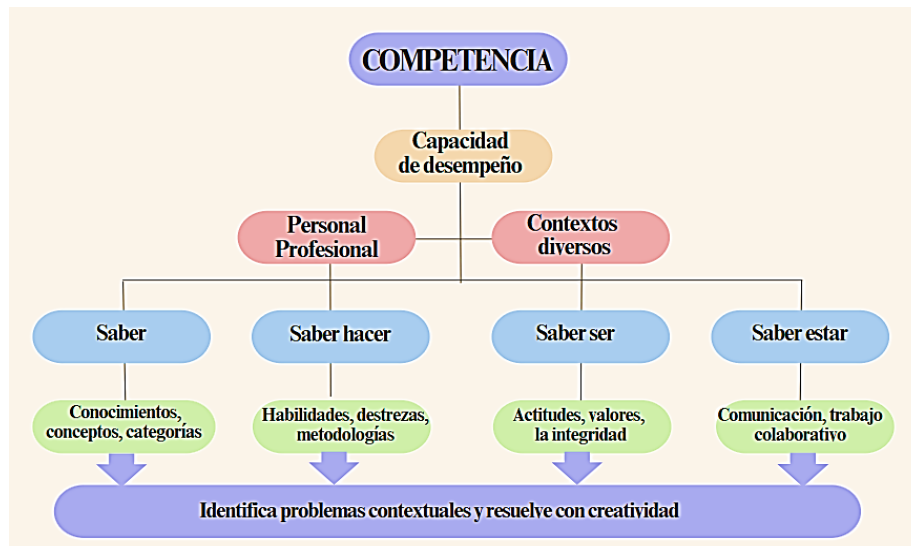 COMPETENCIA
Capacidad
de desempeño
Personal
Profesional
Contextos
diversos
Saber
Saber hacer
Saber ser
Saber estar
Conocimientos,
conceptos, categorías
Habilidades, destrezas,
metodologías
Actitudes, valores,
la integridad
Comunicación, trabajo
colaborativo
Identifica problemas contextuales y resuelve con creatividad